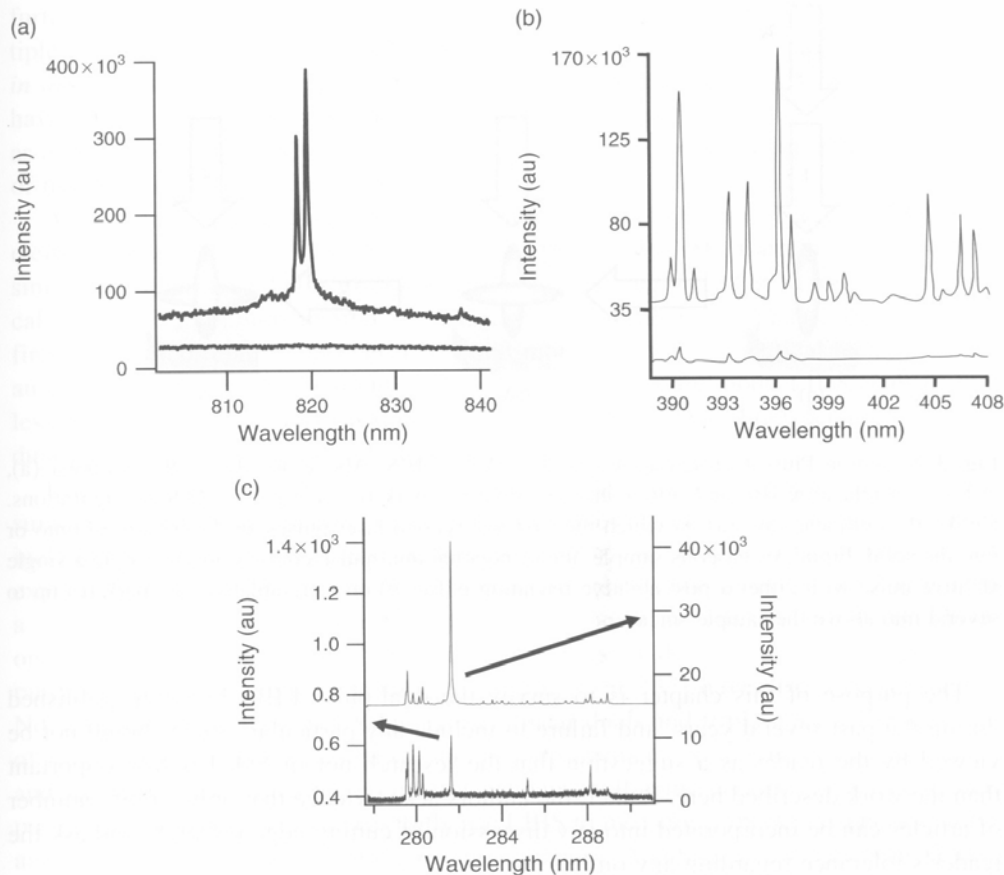 (a)
400×10³
300
200
100
0
Intensity (au)
810 820 830 840
Wavelength (nm)
(b)
170×10³
125
80
35
Intensity (au)
390 393 396 399 402 405 408
Wavelength (nm)
(c)
1.4×10³
1.2
1.0
0.8
0.6
0.4
Intensity (au)
40×10³
30
20
10
0
Intensity (au)
280 284 288
Wavelength (nm)